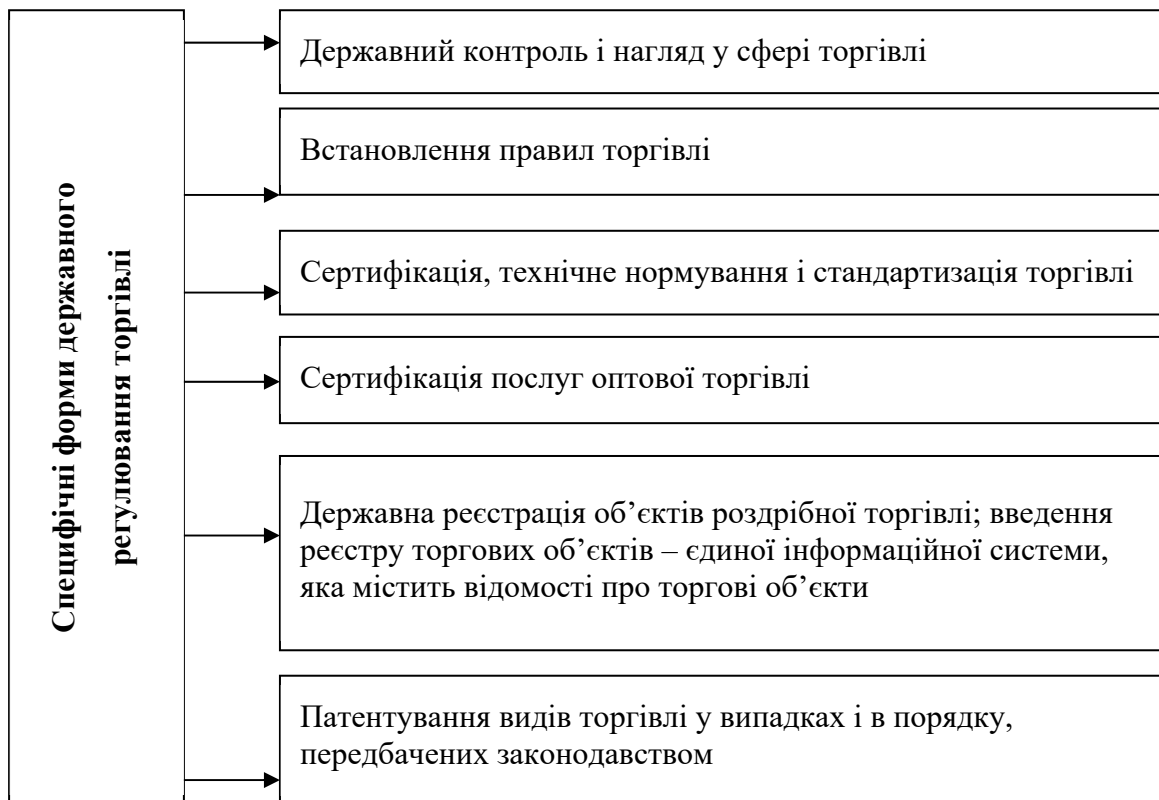 Специфічні форми державного
регулювання торгівлі
Державний контроль і нагляд у сфері торгівлі
Встановлення правил торгівлі
Сертифікація, технічне нормування і стандартизація торгівлі
Сертифікація послуг оптової торгівлі
Державна реєстрація об’єктів роздрібної торгівлі; введення
реєстру торгових об’єктів – єдиної інформаційної системи,
яка містить відомості про торгові об’єкти
Патентування видів торгівлі у випадках і в порядку,
передбачених законодавством